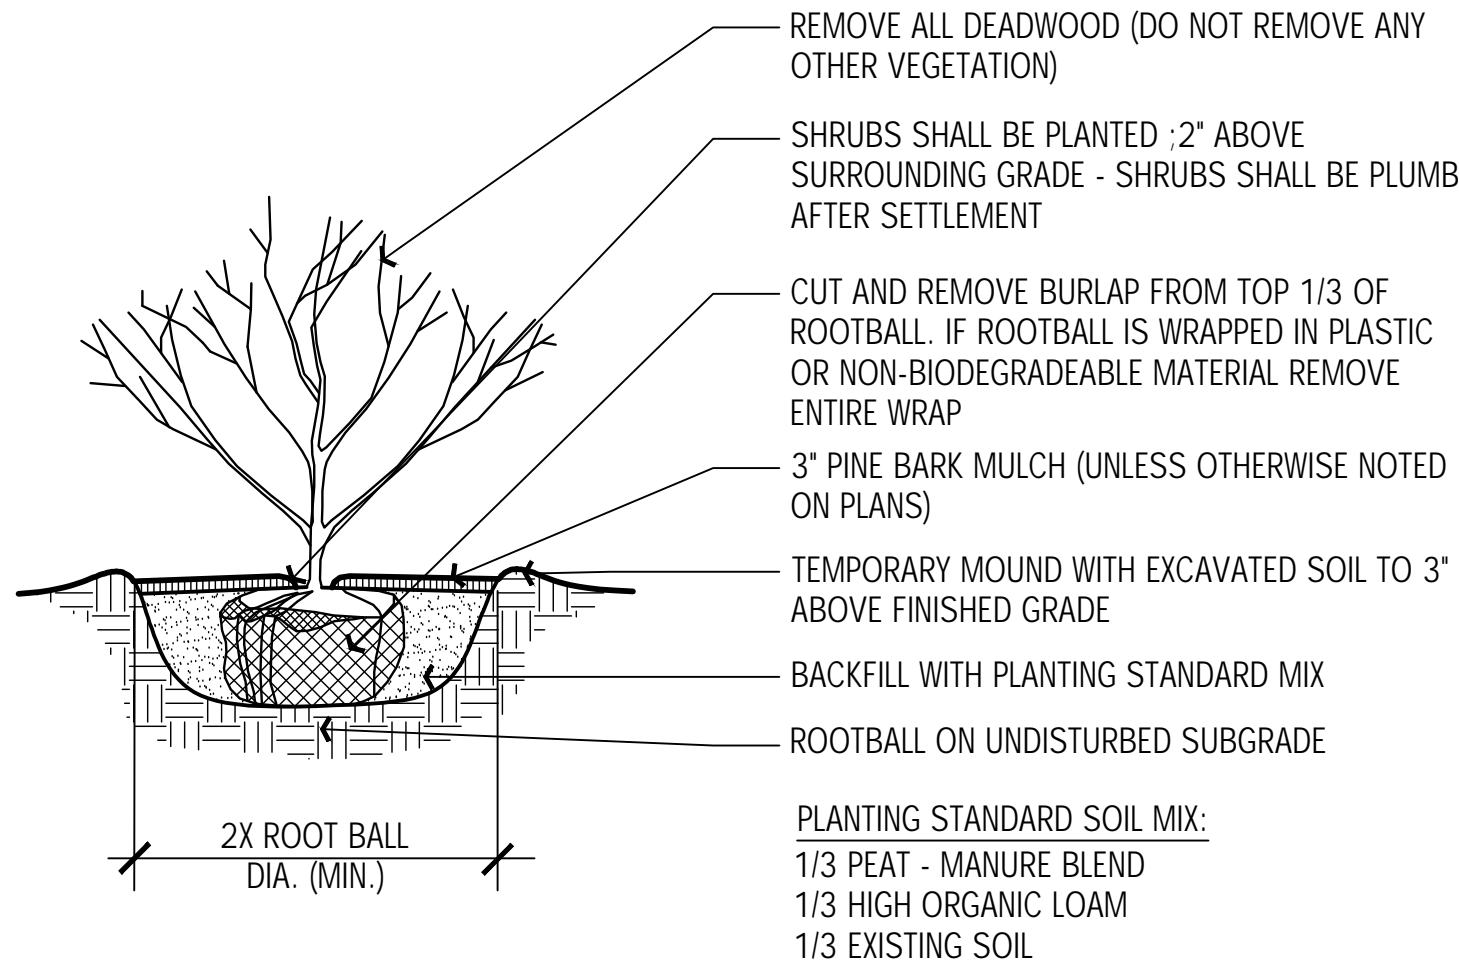 REMOVE ALL DEADWOOD (DO NOT REMOVE ANY
OTHER VEGETATION)
SHRUBS SHALL BE PLANTED ;2" ABOVE
SURROUNDING GRADE - SHRUBS SHALL BE PLUMB
AFTER SETTLEMENT
CUT AND REMOVE BURLAP FROM TOP 1/3 OF
ROOTBALL. IF ROOTBALL IS WRAPPED IN PLASTIC
OR NON-BIODEGRADEABLE MATERIAL REMOVE
ENTIRE WRAP
3" PINE BARK MULCH (UNLESS OTHERWISE NOTED
ON PLANS)
TEMPORARY MOUND WITH EXCAVATED SOIL TO 3"
ABOVE FINISHED GRADE
BACKFILL WITH PLANTING STANDARD MIX
ROOTBALL ON UNDISTURBED SUBGRADE
2X ROOT BALL
DIA. (MIN.)
PLANTING STANDARD SOIL MIX:
1/3 PEAT - MANURE BLEND
1/3 HIGH ORGANIC LOAM
1/3 EXISTING SOIL